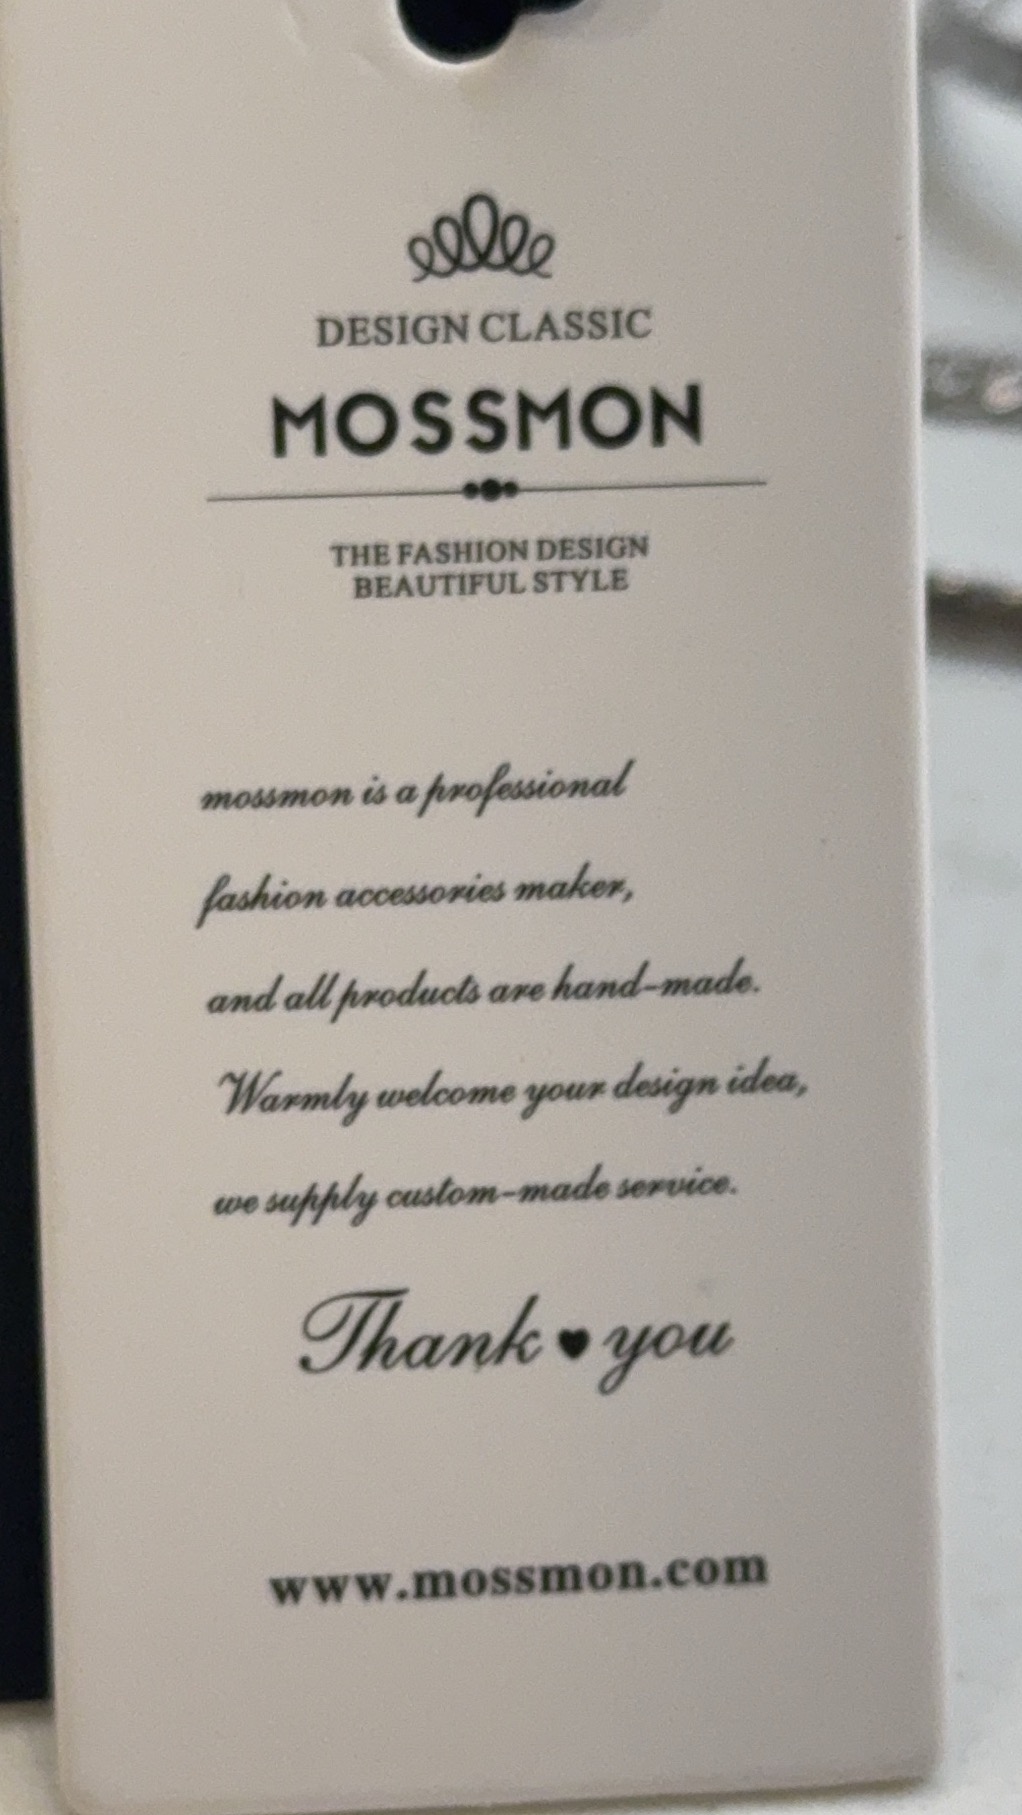 DESIGN CLASSIC
MOSSMON
THE FASHION DESIGN
BEAUTIFUL STYLE
mossmon is a professional
fashion accessories maker,
and all products are hand-made.
Warmly welcome your design idea,
we supply custom-made service.
Thank ♥ you
www.mossmon.com